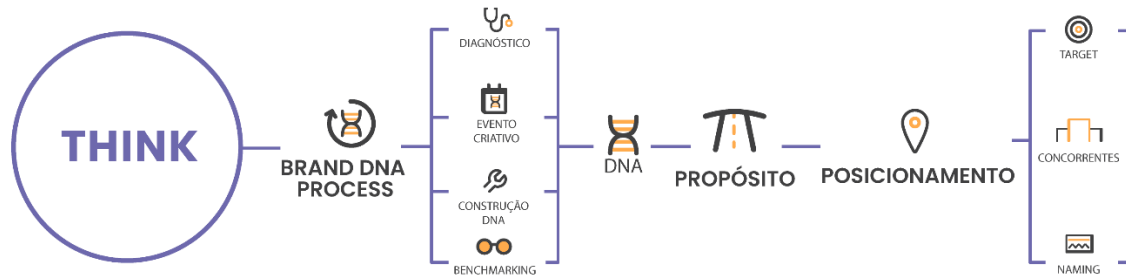 THINK
BRAND DNA
PROCESS
DIAGNÓSTICO
EVENTO
CRIATIVO
CONSTRUÇÃO
DNA
BENCHMARKING
DNA
PROPÓSITO
POSICIONAMENTO
TARGET
CONCORRENTES
NAMING